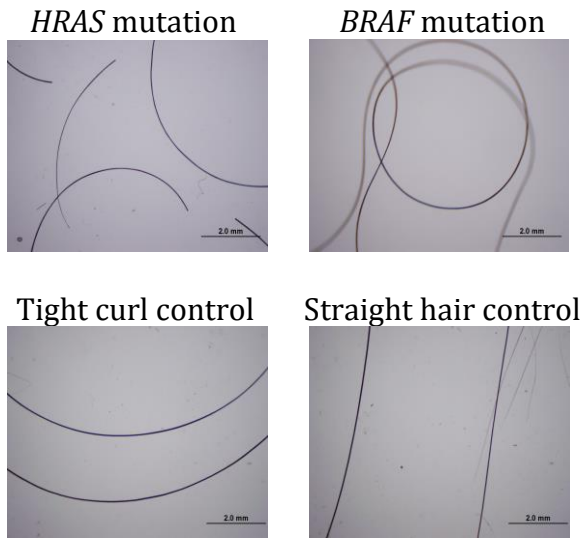 HRAS mutation
BRAF mutation
2.0 mm
2.0 mm
Tight curl control
Straight hair control
2.0 mm
2.0 mm